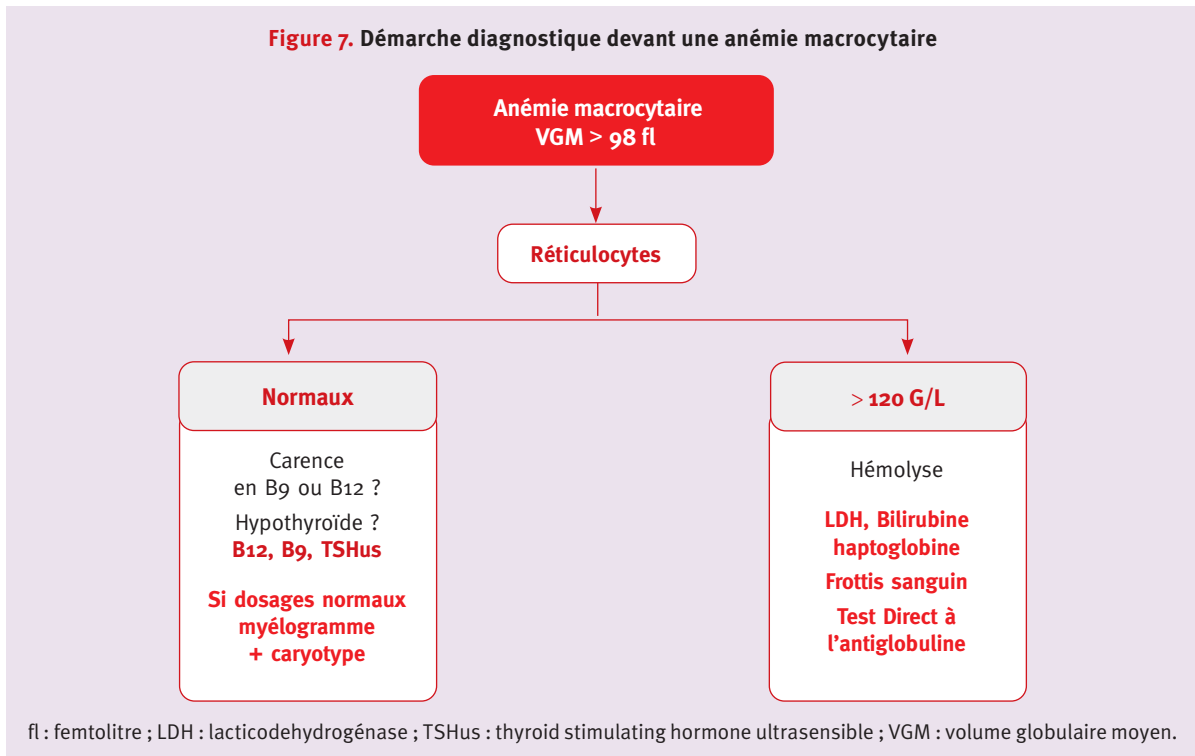 Figure 7. Démarche diagnostique devant une anémie macrocytaire
Anémie macrocytaire
VGM > 98 fl
Réticulocytes
Normaux
Carence
en B9 ou B12 ?
Hypothyroïde ?
B12, B9, TSHus
Si dosages normaux
myélogramme
+ caryotype
> 120 G/L
Hémolyse
LDH, Bilirubine
haptoglobine
Frottis sanguin
Test Direct à
l’antiglobuline
fl : femtolitre ; LDH : lacticodehydrogénase ; TSHus : thyroid stimulating hormone ultrasensible ; VGM : volume globulaire moyen.